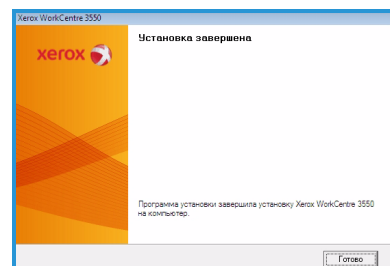 Xerox WorkCentre 3550
xerox
Установка завершена
Программа установки завершила установку Xerox WorkCentre 3550
на компьютер.
Готово